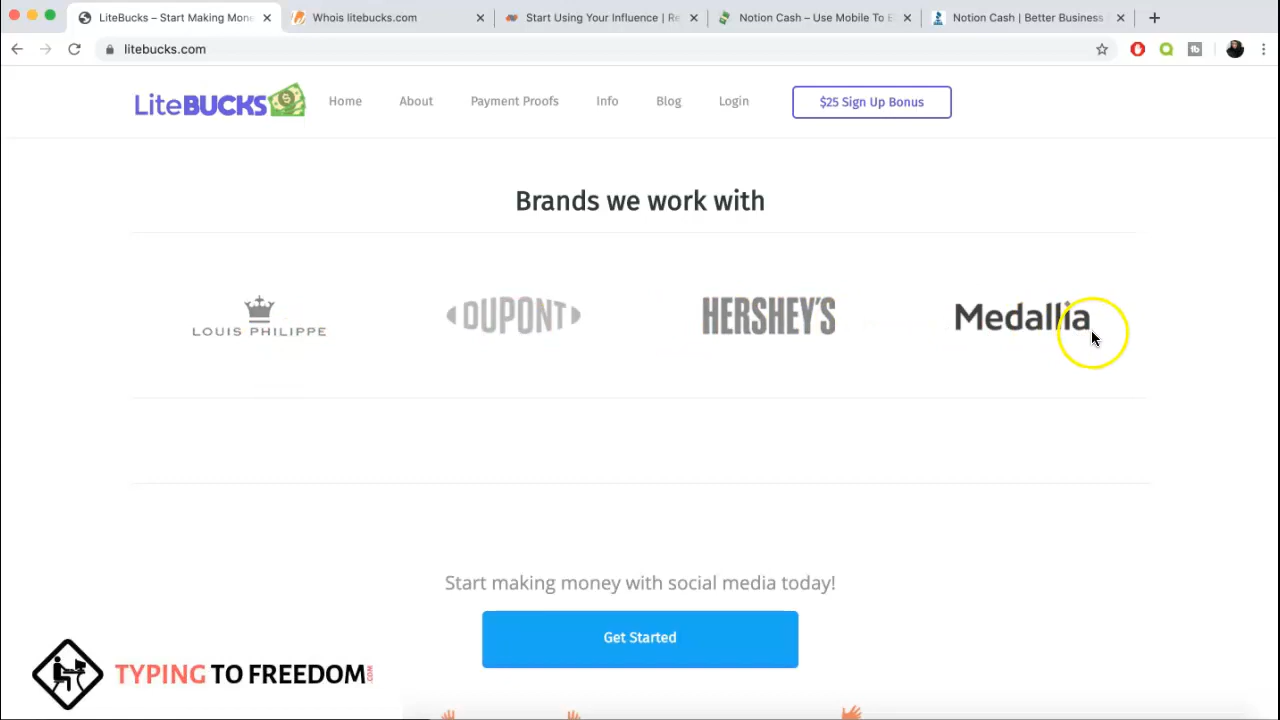 LiteBucks – Start Making Mone
Whois litebucks.com
Start Using Your Influence | Re
Notion Cash – Use Mobile To E
Notion Cash | Better Business
litebucks.com
LiteBUCKS
Home
About
Payment Proofs
Info
Blog
Login
$25 Sign Up Bonus
Brands we work with
LOUIS PHILIPPE
DUPONT
HERSHEY'S
Medallia
Start making money with social media today!
Get Started
TYPING TO FREEDOM.COM